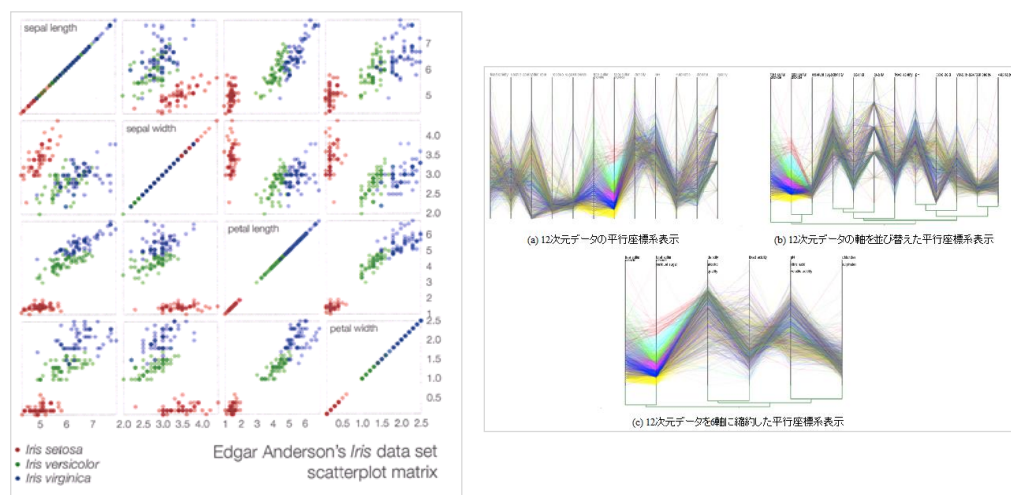 sepal length
7
6
5
sepal width
4.0
3.5
3.0
2.5
2.0
petal length
6
5
4
3
2
1
petal width
2.5
2.0
1.5
1.0
0.5
5 6 7 2.0 2.5 3.0 3.5 4.0 1 2 3 4 5 6 0.5 1.0 1.5 2.0 2.5
Iris setosa
Iris versicolor
Iris virginica
Edgar Anderson's Iris data set
scatterplot matrix
(a) 12次元データの平行座標系表示
(b) 12次元データの軸を並び替えた平行座標系表示
(c) 12次元データを6軸に縮約した平行座標系表示